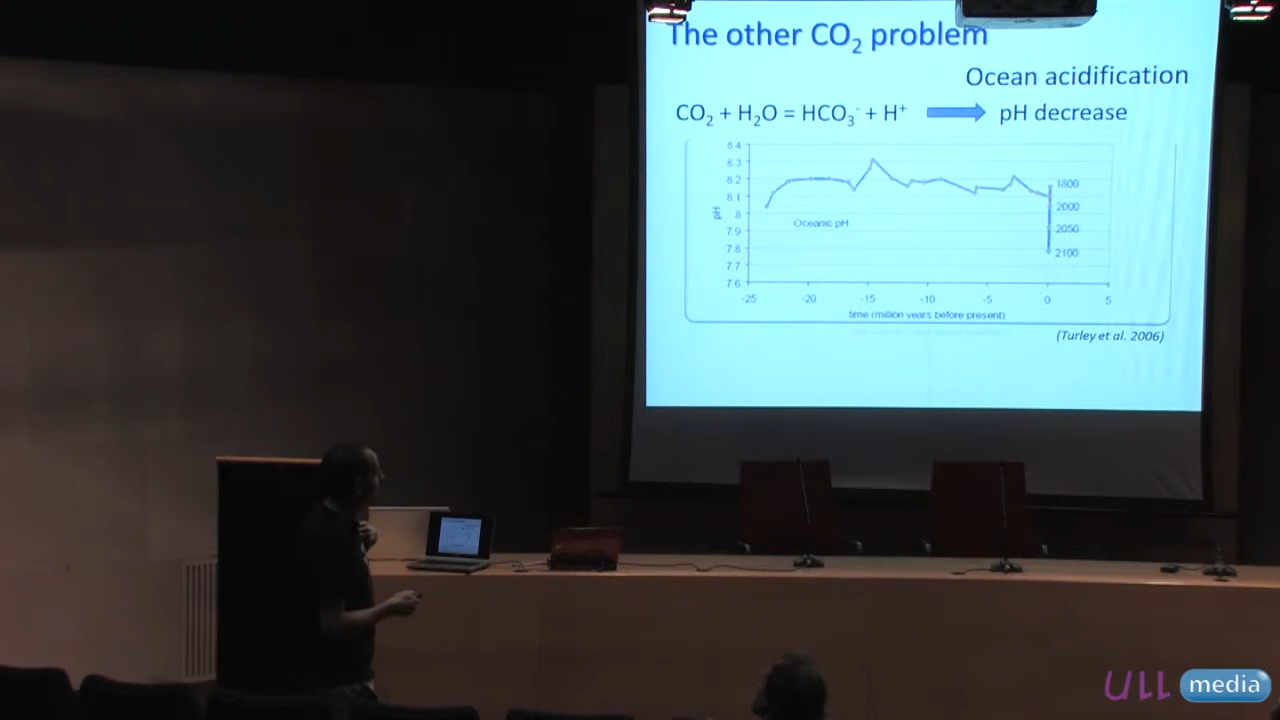 The other CO₂ problem
Ocean acidification
CO₂ + H₂O = HCO₃⁻ + H⁺ pH decrease
8.4
8.3
8.2
8.1
8
7.9
7.8
7.7
7.6
pH
Oceanic pH
1800
2000
2050
2100
-25 -20 -15 -10 -5 0 5
time (million years before present)
(Turley et al. 2006)
ULL media